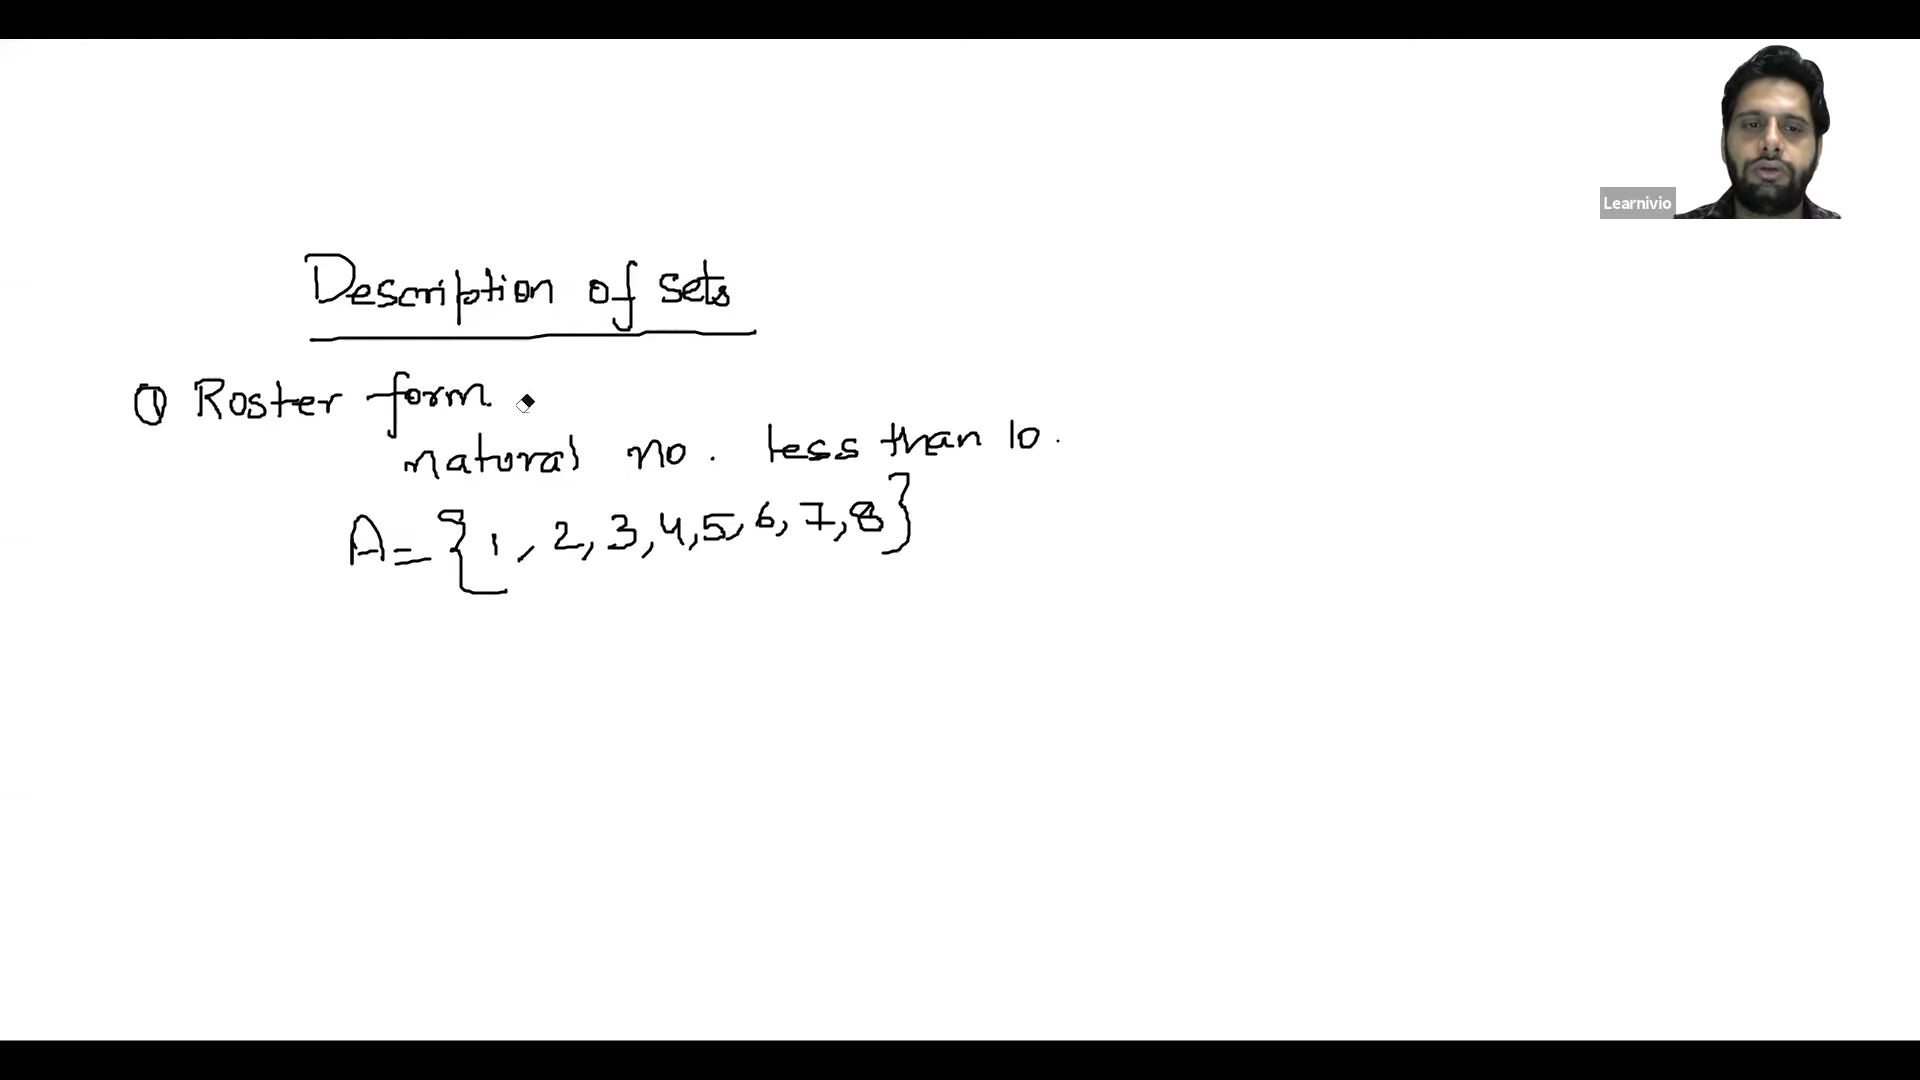 Learnivio
Description of sets
① Roster form.
natural no. less than 10.
A = {1, 2, 3, 4, 5, 6, 7, 8}